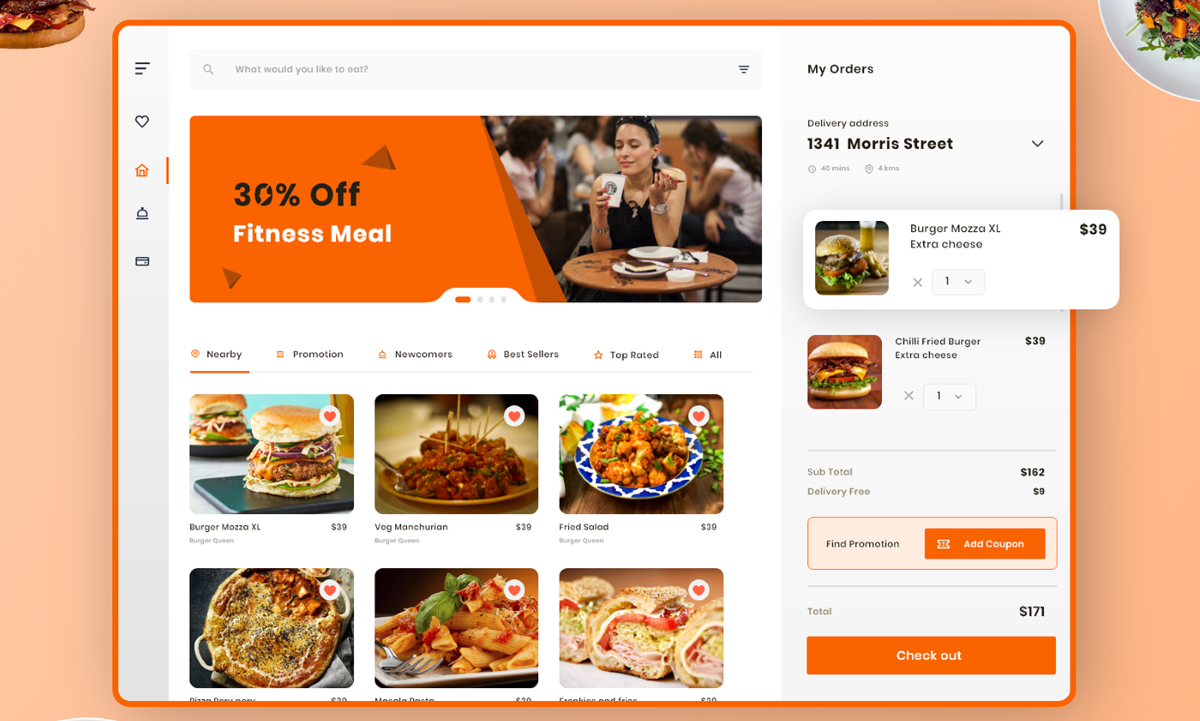 What would you like to eat?
30% Off
Fitness Meal
Nearby
Promotion
Newcomers
Best Sellers
Top Rated
All
Burger Mozza XL
$39
Burger Queen
Veg Manchurian
$39
Burger Queen
Fried Salad
$39
Burger Queen
Pizza Pery pery
$39
Masala Pasta
$39
Frenkies and fries
$39
My Orders
Delivery address
1341 Morris Street
40 mins
4 kms
Burger Mozza XL
$39
Extra cheese
1
Chilli Fried Burger
$39
Extra cheese
1
Sub Total
$162
Delivery Free
$9
Find Promotion
Add Coupon
Total
$171
Check out